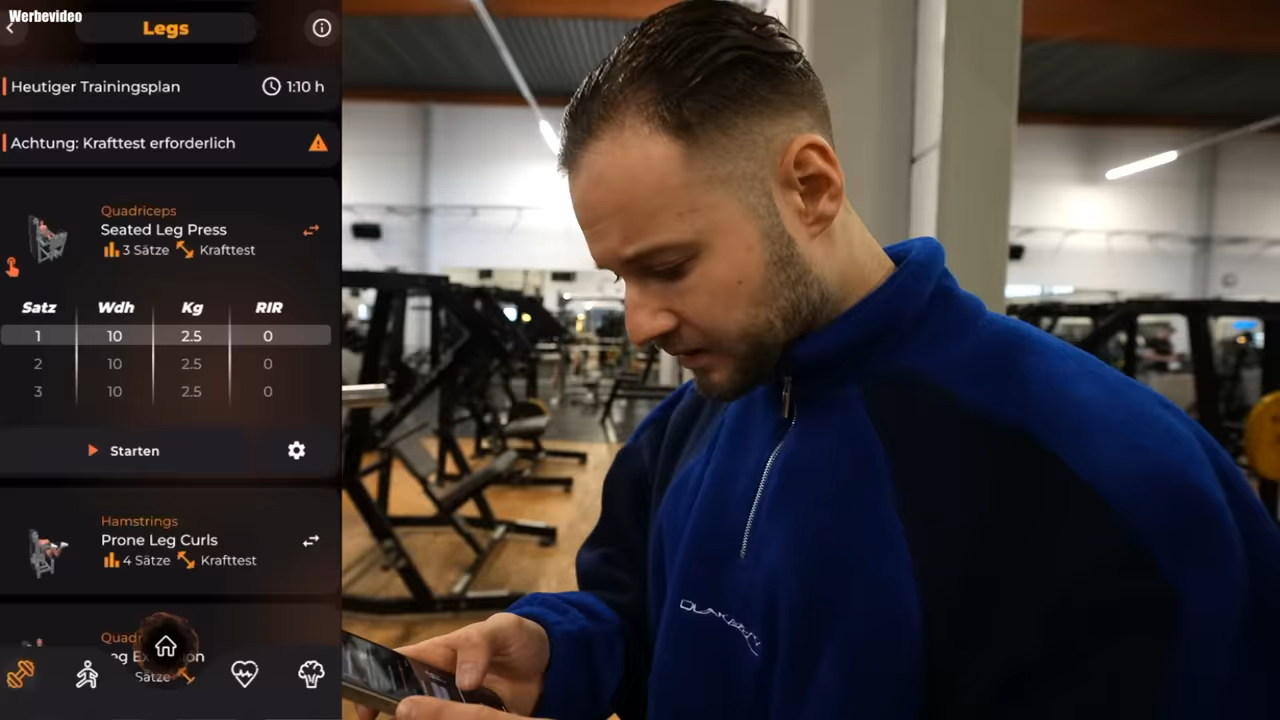 Werbevideo
Legs
Heutiger Trainingsplan
1:10 h
Achtung: Krafttest erforderlich
Quadriceps
Seated Leg Press
3 Sätze Krafttest
Satz Wdh Kg RIR
1 10 2.5 0
2 10 2.5 0
3 10 2.5 0
Starten
Hamstrings
Prone Leg Curls
4 Sätze Krafttest
Sätze